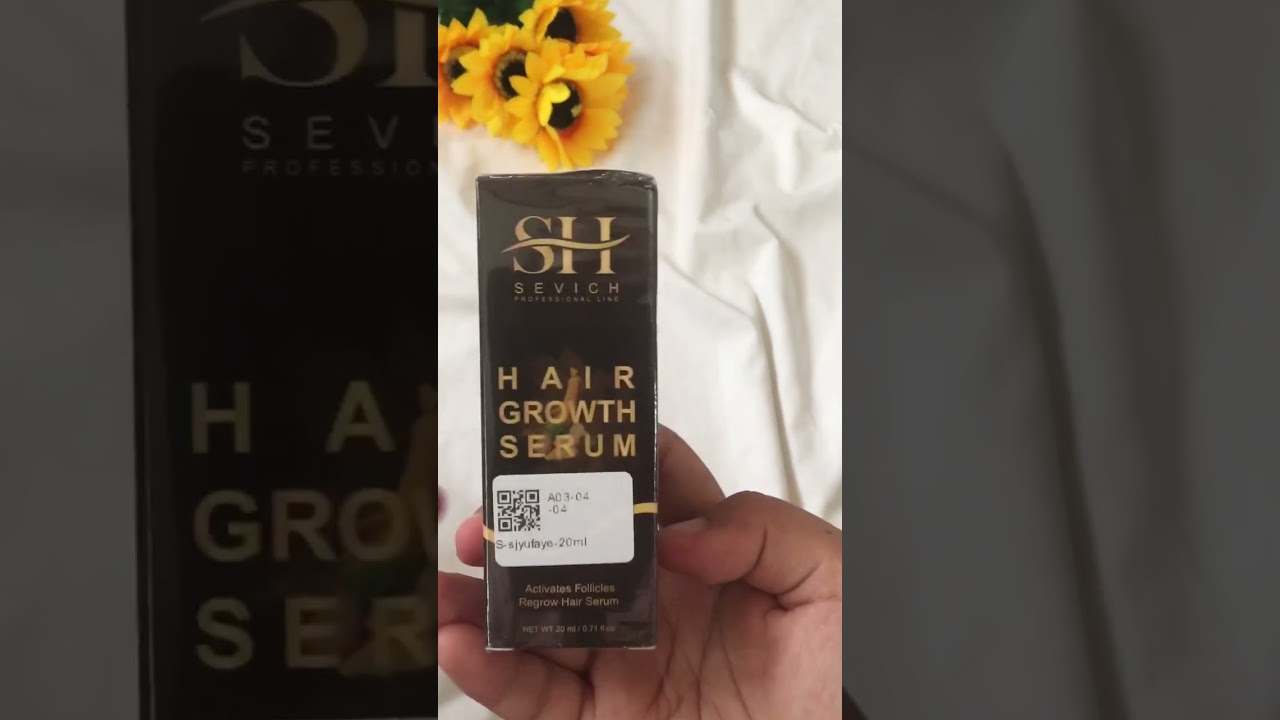 SH
SEVICH
PROFESSIONAL LINE
HAIR
GROWTH
SERUM
A03-04
-04
S-sjyufaye-20ml
Activates Follicles
Regrow Hair Serum
NET WT 20 ml / 0.71 fl oz